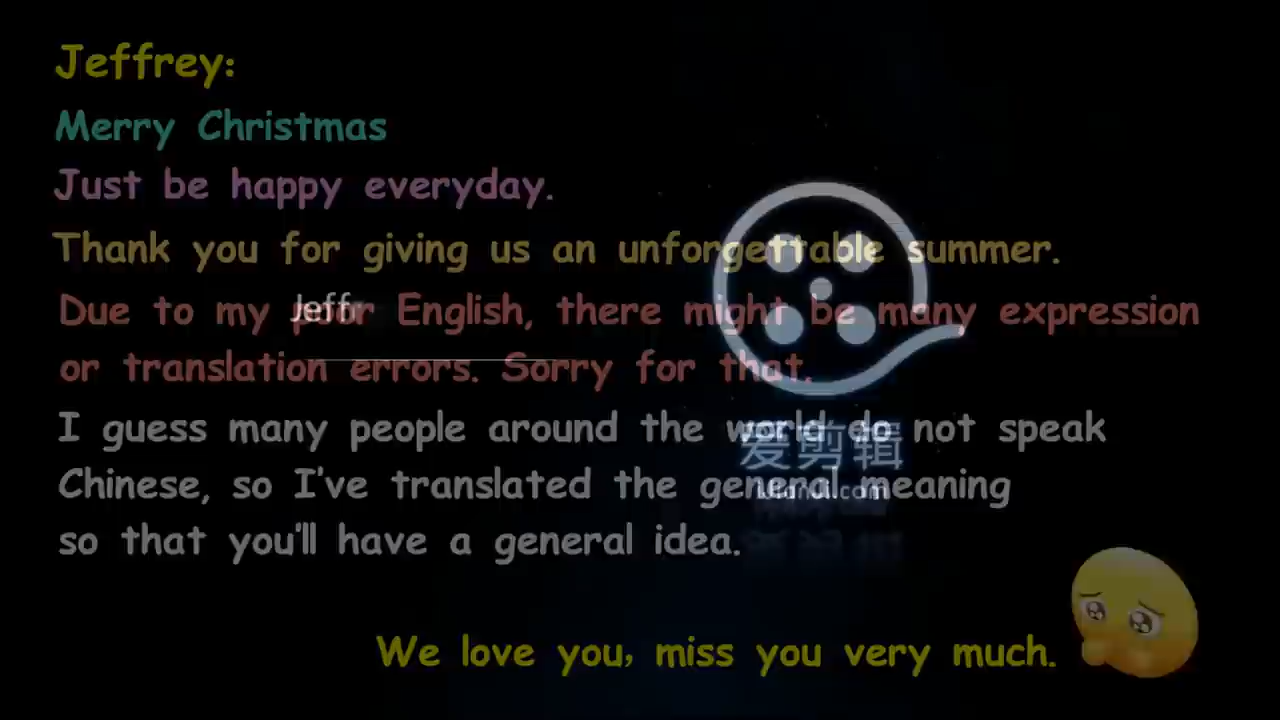 Jeffrey:
Merry Christmas
Just be happy everyday.
Thank you for giving us an unforgettable summer.
Due to my poor English, there might be many expression
or translation errors. Sorry for that.
I guess many people around the world do not speak
Chinese, so I've translated the general meaning
so that you'll have a general idea.
We love you, miss you very much.
Jeffr
爱剪辑